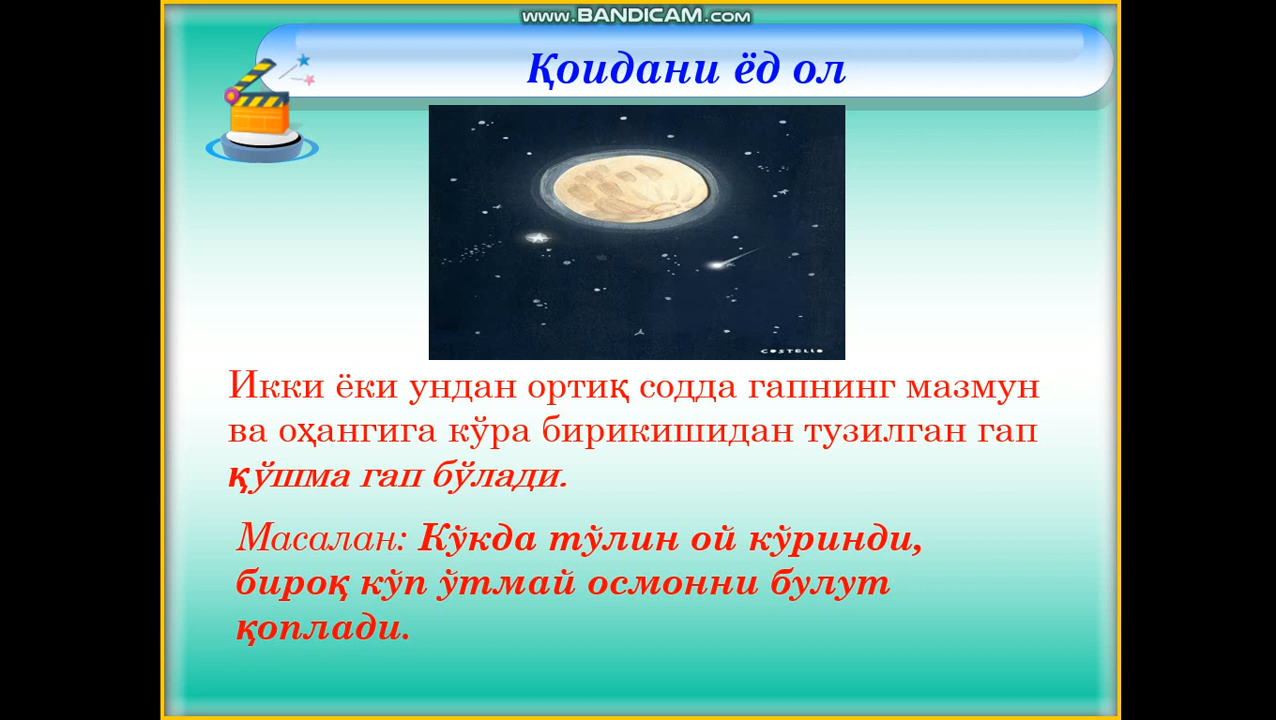 www.BANDICAM.com
Қоидани ёд ол
COSTELLO
Икки ёки ундан ортиқ содда гапнинг мазмун
ва оҳангига кўра бирикишидан тузилган гап
қўшма гап бўлади.
Масалан: Кўкда тўлин ой кўринди,
бироқ кўп ўтмай осмонни булут
қоплади.